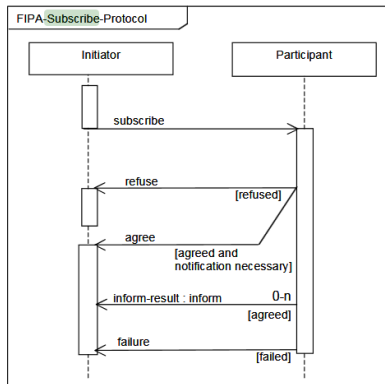 FIPA-Subscribe-Protocol
Initiator
Participant
subscribe
refuse
[refused]
agree
[agreed and
notification necessary]
inform-result : inform
0-n
[agreed]
failure
[failed]